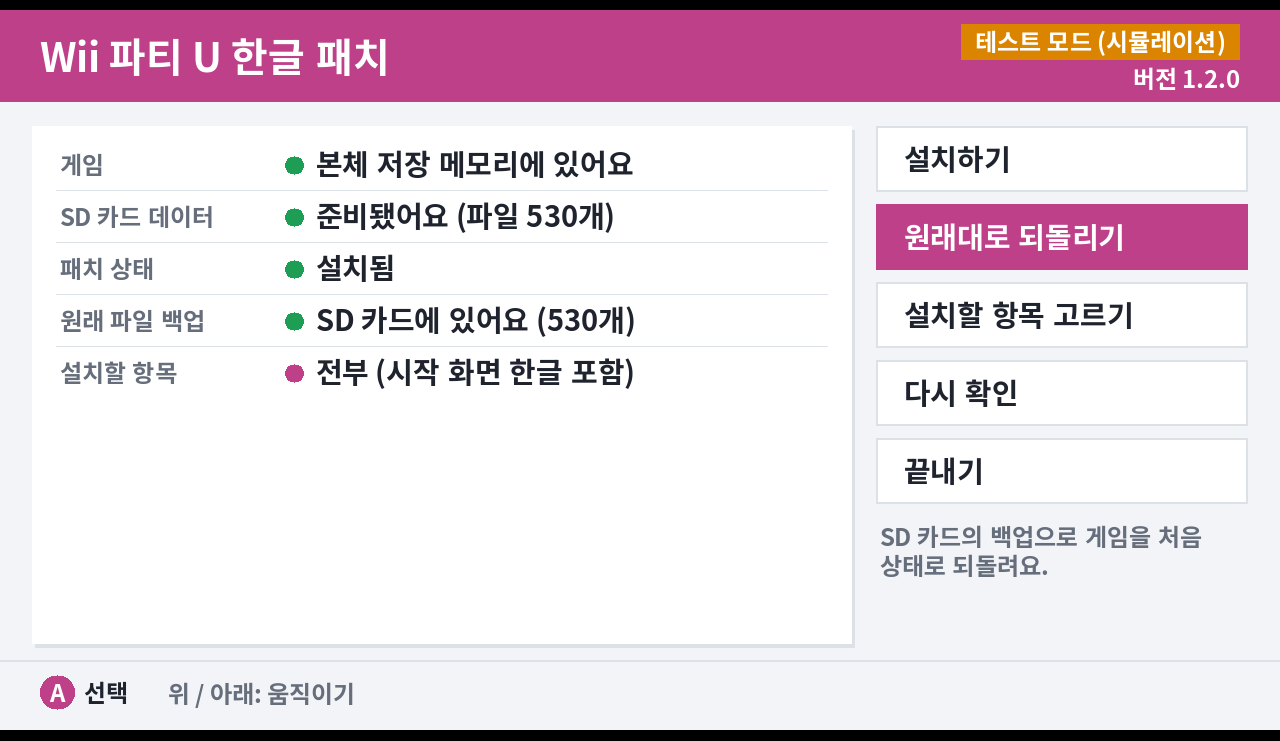 Wii 파티 U 한글 패치
테스트 모드 (시뮬레이션)
버전 1.2.0
게임
본체 저장 메모리에 있어요
SD 카드 데이터
준비됐어요 (파일 530개)
패치 상태
설치됨
원래 파일 백업
SD 카드에 있어요 (530개)
설치할 항목
전부 (시작 화면 한글 포함)
설치하기
원래대로 되돌리기
설치할 항목 고르기
다시 확인
끝내기
SD 카드의 백업으로 게임을 처음
상태로 되돌려요.
A 선택
위 / 아래: 움직이기